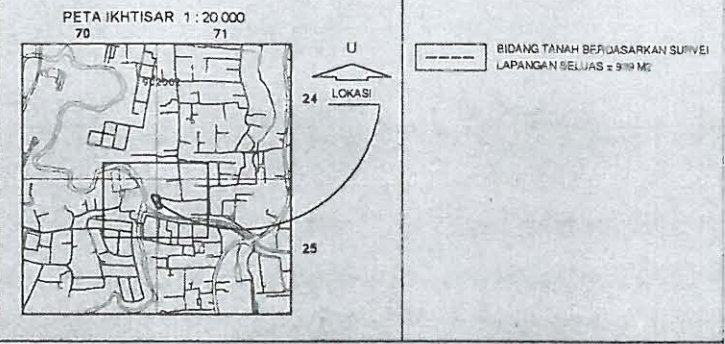 PETA IKHTISAR 1 : 20 000
70 71
U
LOKASI
24
25
BIDANG TANAH BERDASARKAN SURVEI
LAPANGAN SELUAS ±